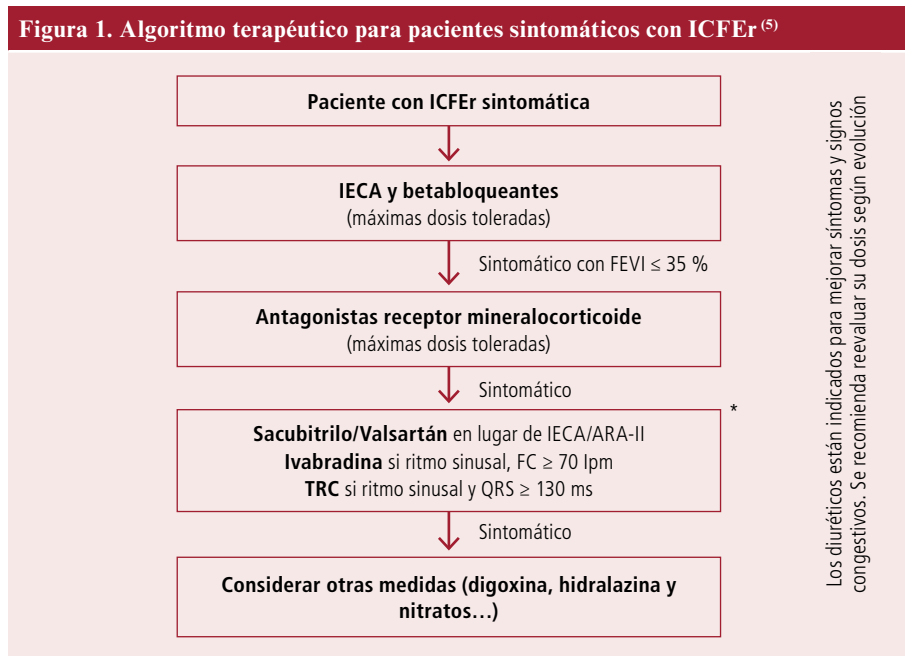 Figura 1. Algoritmo terapéutico para pacientes sintomáticos con ICFEr (5)
Paciente con ICFEr sintomática
IECA y betabloqueantes
(máximas dosis toleradas)
Sintomático con FEVI ≤ 35 %
Antagonistas receptor mineralocorticoide
(máximas dosis toleradas)
Sintomático
*
Sacubitrilo/Valsartán en lugar de IECA/ARA-II
Ivabradina si ritmo sinusal, FC ≥ 70 lpm
TRC si ritmo sinusal y QRS ≥ 130 ms
Sintomático
Considerar otras medidas (digoxina, hidralazina y
nitratos…)
Los diuréticos están indicados para mejorar síntomas y signos
congestivos. Se recomienda reevaluar su dosis según evolución